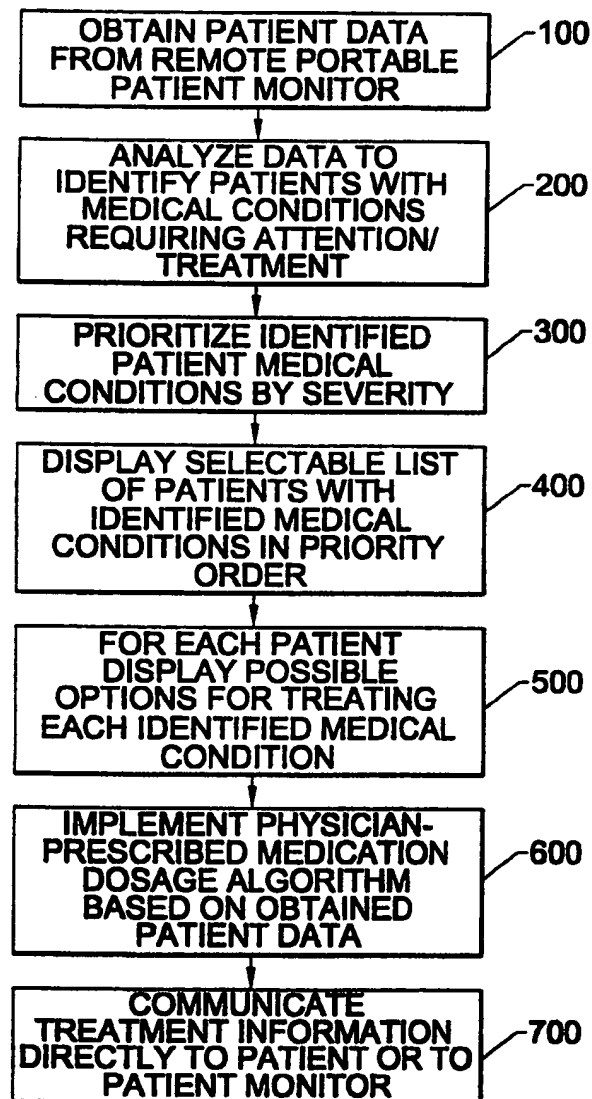 OBTAIN PATIENT DATA
FROM REMOTE PORTABLE
PATIENT MONITOR
100
ANALYZE DATA TO
IDENTIFY PATIENTS WITH
MEDICAL CONDITIONS
REQUIRING ATTENTION/
TREATMENT
200
PRIORITIZE IDENTIFIED
PATIENT MEDICAL
CONDITIONS BY SEVERITY
300
DISPLAY SELECTABLE LIST
OF PATIENTS WITH
IDENTIFIED MEDICAL
CONDITIONS IN PRIORITY
ORDER
400
FOR EACH PATIENT
DISPLAY POSSIBLE
OPTIONS FOR TREATING
EACH IDENTIFIED MEDICAL
CONDITION
500
IMPLEMENT PHYSICIAN-
PRESCRIBED MEDICATION
DOSAGE ALGORITHM
BASED ON OBTAINED
PATIENT DATA
600
COMMUNICATE
TREATMENT INFORMATION
DIRECTLY TO PATIENT OR TO
PATIENT MONITOR
700